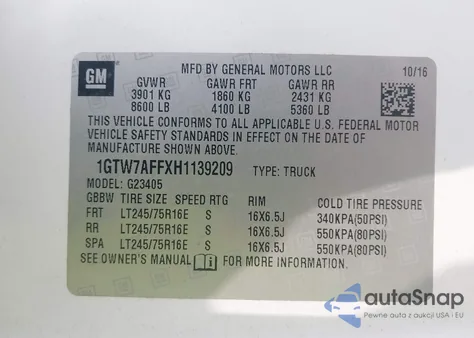 GM
MFD BY GENERAL MOTORS LLC 10/16
GVWR GAWR FRT GAWR RR
3901 KG 1860 KG 2431 KG
8600 LB 4100 LB 5360 LB
THIS VEHICLE CONFORMS TO ALL APPLICABLE U.S. FEDERAL MOTOR
VEHICLE SAFETY STANDARDS IN EFFECT ON THE DATE OF
MANUFACTURE SHOWN ABOVE.
1GTW7AFFXH1139209 TYPE: TRUCK
MODEL: G23405
GBBW TIRE SIZE SPEED RTG RIM COLD TIRE PRESSURE
FRT LT245/75R16E S 16X6.5J 340KPA(50PSI)
RR LT245/75R16E S 16X6.5J 550KPA(80PSI)
SPA LT245/75R16E S 16X6.5J 550KPA(80PSI)
SEE OWNER'S MANUAL FOR MORE INFORMATION.
autoSnap
Pewne auta z aukcji USA i EU